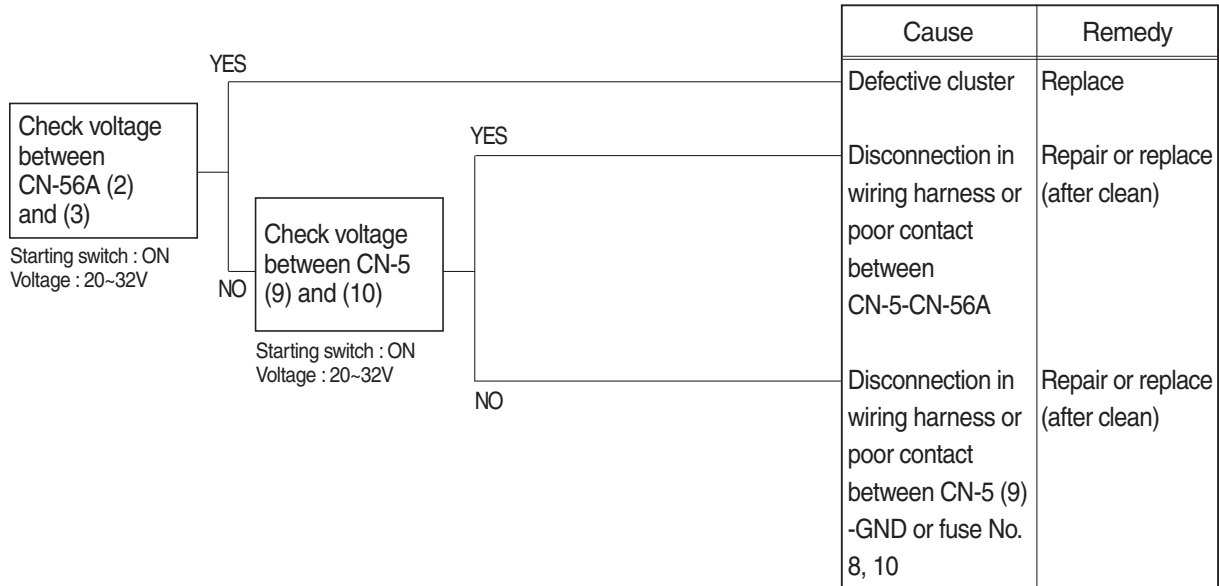 Cause
Remedy
YES
Defective cluster
Replace
Check voltage
between
CN-56A (2)
and (3)
Starting switch : ON
Voltage : 20~32V
YES
Disconnection in
wiring harness or
poor contact
between
CN-5-CN-56A
Repair or replace
(after clean)
NO
Check voltage
between CN-5
(9) and (10)
Starting switch : ON
Voltage : 20~32V
NO
Disconnection in
wiring harness or
poor contact
between CN-5 (9)
-GND or fuse No.
8, 10
Repair or replace
(after clean)